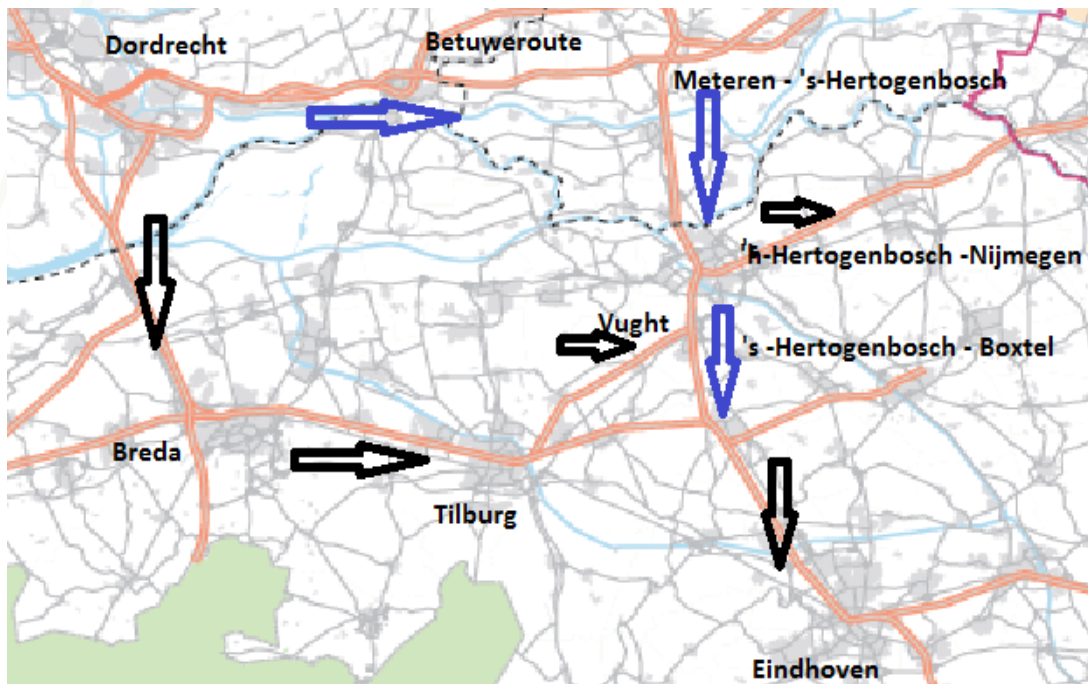 Dordrecht
Betuweroute
Meteren - 's-Hertogenbosch
'h-Hertogenbosch -Nijmegen
Vught
's -Hertogenbosch - Boxtel
Breda
Tilburg
Eindhoven